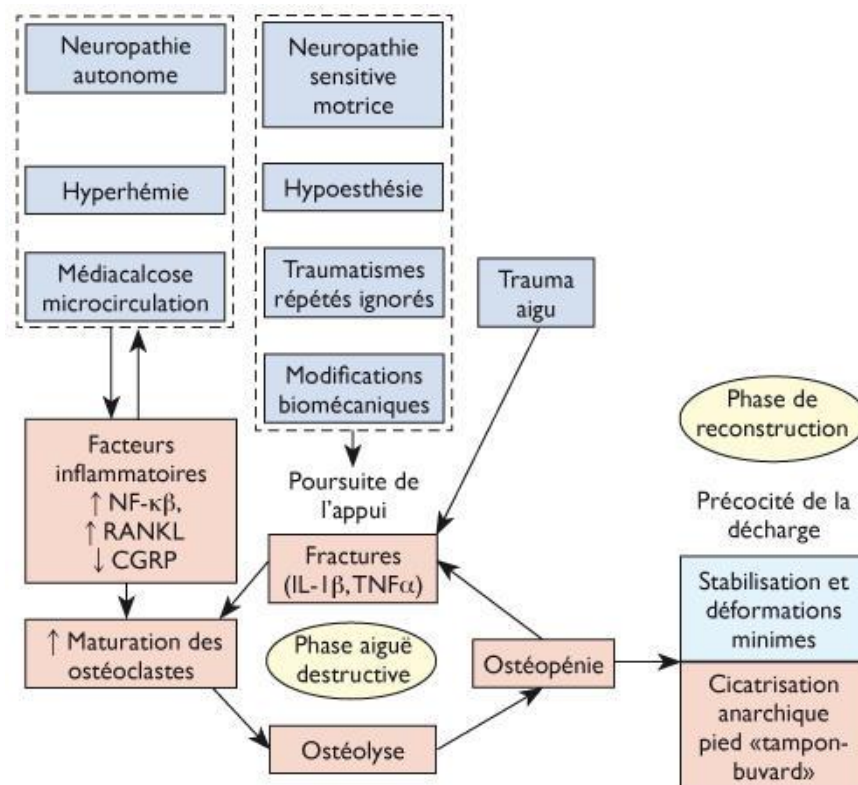 Neuropathie
autonome
Hyperhémie
Médiacalcose
microcirculation
Neuropathie
sensitive
motrice
Hypoesthésie
Traumatismes
répétés ignorés
Modifications
biomécaniques
Trauma
aigu
Facteurs
inflammatoires
↑ NF-κβ,
↑ RANKL
↓ CGRP
Poursuite de
l'appui
Fractures
(IL-1β, TNFα)
↑ Maturation des
ostéoclastes
Phase aiguë
destructive
Ostéolyse
Ostéopénie
Phase de
reconstruction
Précocité de la
décharge
Stabilisation et
déformations
minimes
Cicatrisation
anarchique
pied «tampon-
buvard»